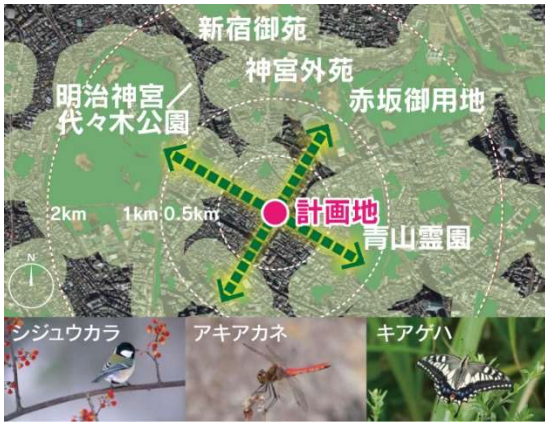 新宿御苑
神宮外苑
明治神宮／
代々木公園
赤坂御用地
2km
1km
0.5km
計画地
青山霊園
N
シジュウカラ
アキアカネ
キアゲハ